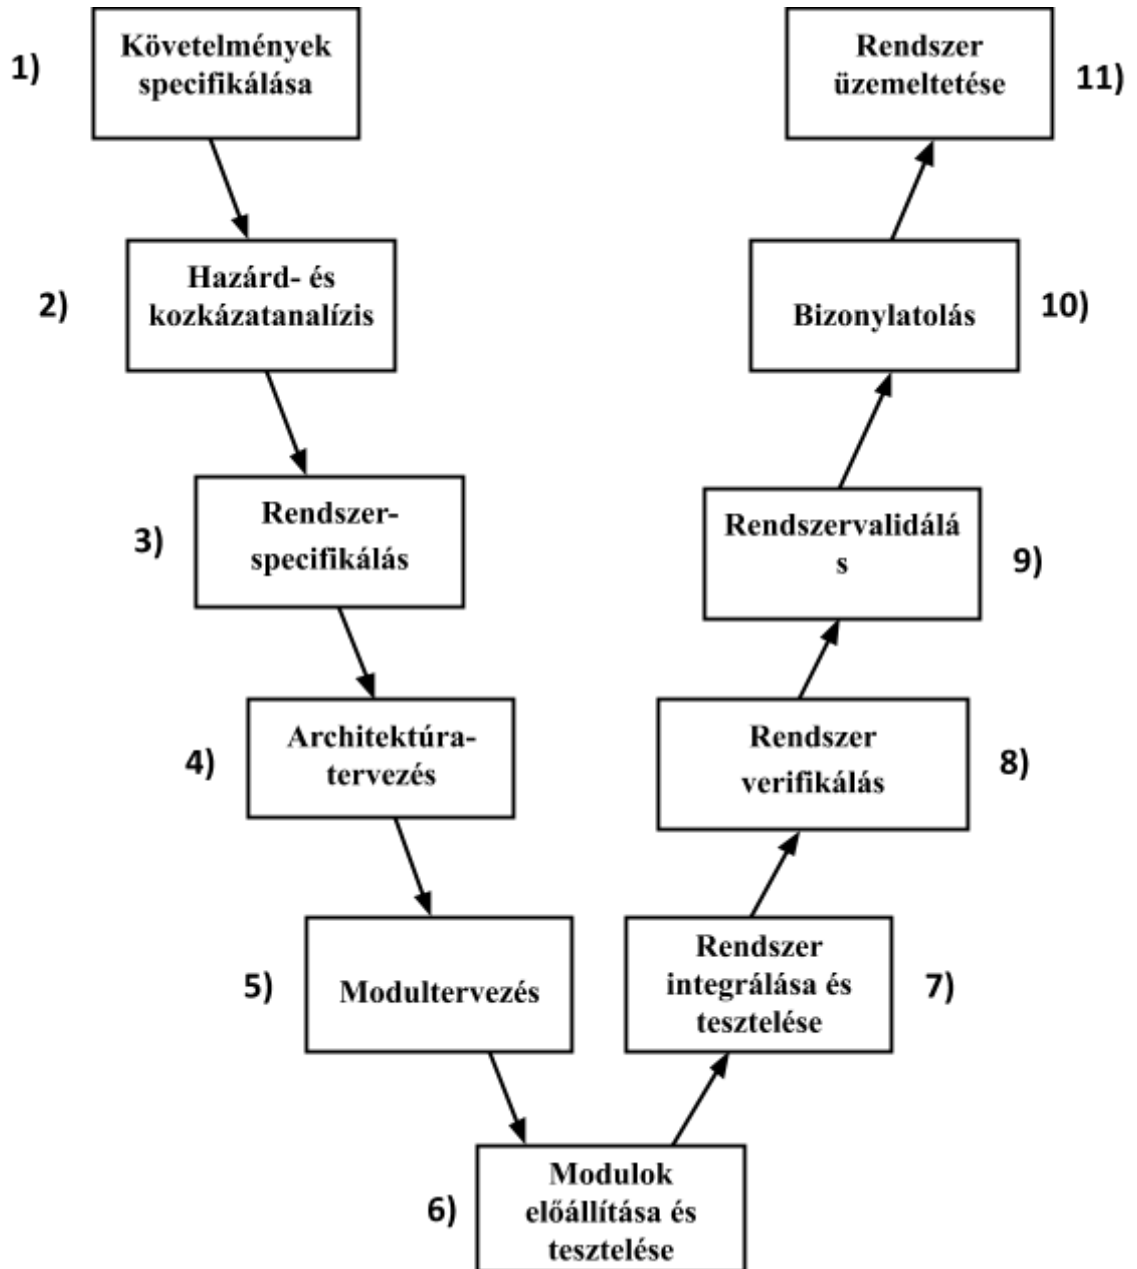 1)
Követelmények
specifikálása
2)
Hazárd- és
kozkázatanalízis
3)
Rendszer-
specifikálás
4)
Architektúra-
tervezés
5)
Modultervezés
6)
Modulok
előállítása és
tesztelése
Rendszer
integrálása és
tesztelése
7)
Rendszer
verifikálás
8)
Rendszervalidálá
s
9)
Bizonylatolás
10)
Rendszer
üzemeltetése
11)